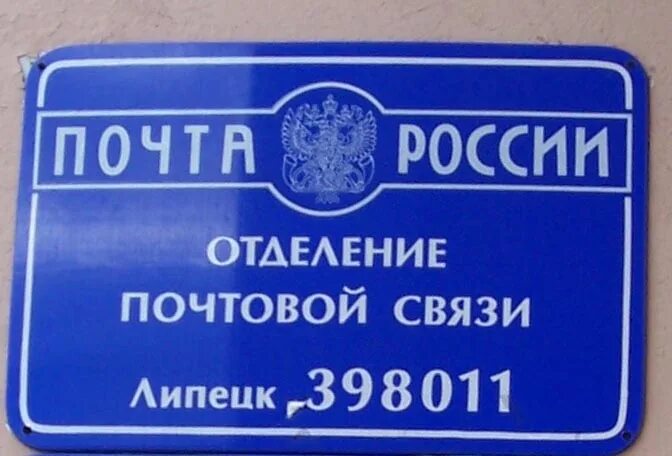 ПОЧТА РОССИИ
ОТДЕЛЕНИЕ
ПОЧТОВОЙ СВЯЗИ
Липецк -398011